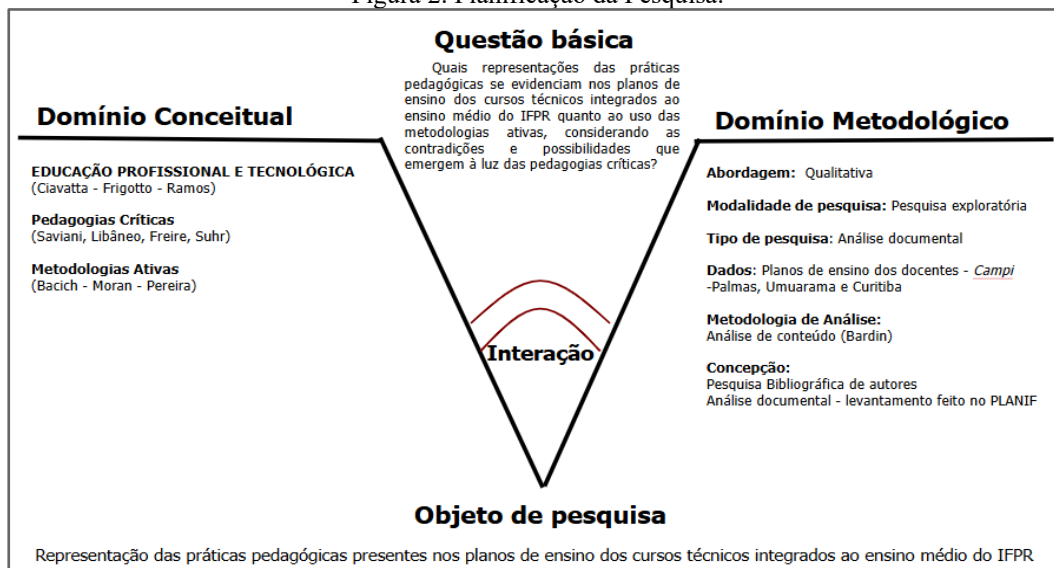 Figura 2: Planificação da Pesquisa.
Questão básica
Quais representações das práticas
pedagógicas se evidenciam nos planos de
ensino dos cursos técnicos integrados ao
ensino médio do IFPR quanto ao uso das
metodologias ativas, considerando as
contradições e possibilidades que
emergem à luz das pedagogias críticas?
Domínio Conceitual
EDUCAÇÃO PROFISSIONAL E TECNOLÓGICA
(Ciavatta - Frigotto - Ramos)
Pedagogias Críticas
(Saviani, Libâneo, Freire, Suhr)
Metodologias Ativas
(Bacich - Moran - Pereira)
Domínio Metodológico
Abordagem: Qualitativa
Modalidade de pesquisa: Pesquisa exploratória
Tipo de pesquisa: Análise documental
Dados: Planos de ensino dos docentes - Campi
-Palmas, Umuarama e Curitiba
Metodologia de Análise:
Análise de conteúdo (Bardin)
Concepção:
Pesquisa Bibliográfica de autores
Análise documental - levantamento feito no PLANIF
Interação
Objeto de pesquisa
Representação das práticas pedagógicas presentes nos planos de ensino dos cursos técnicos integrados ao ensino médio do IFPR